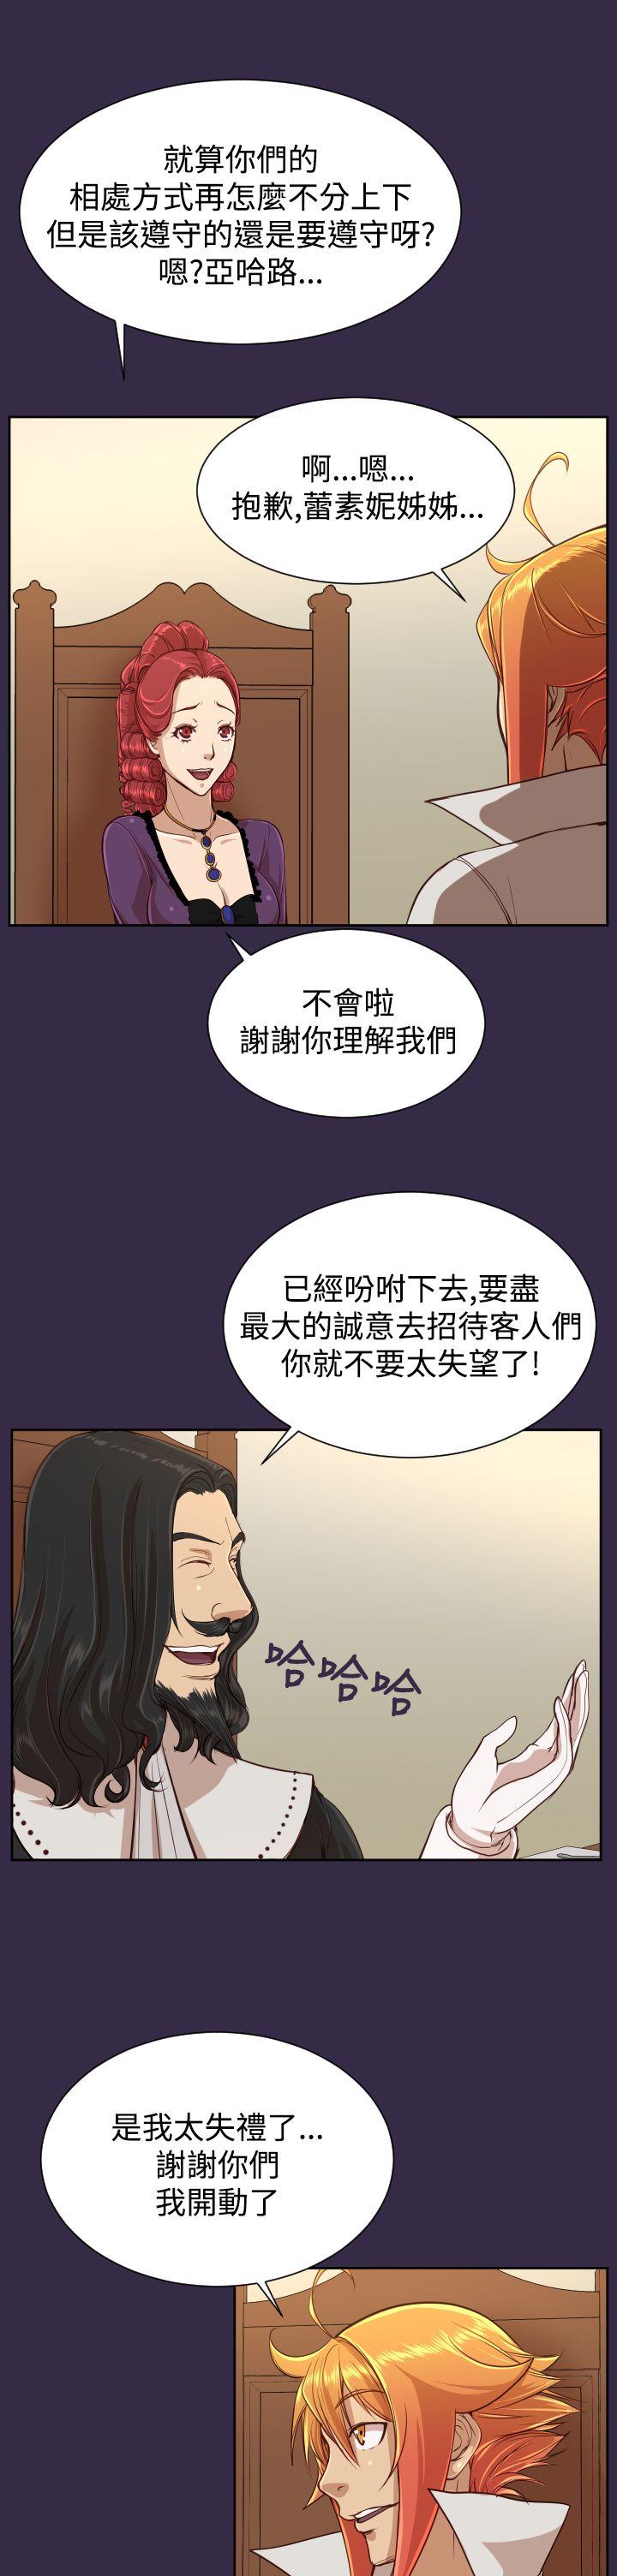 就算你們的
相處方式再怎麼不分上下
但是該遵守的還是要遵守呀?
嗯?亞哈路...
啊...嗯...
抱歉,蕾素妮姊姊...
不會啦
謝謝你理解我們
已經吩咐下去,要盡
最大的誠意去招待客人們
你就不要太失望了!
哈哈哈
是我太失禮了...
謝謝你們
我開動了